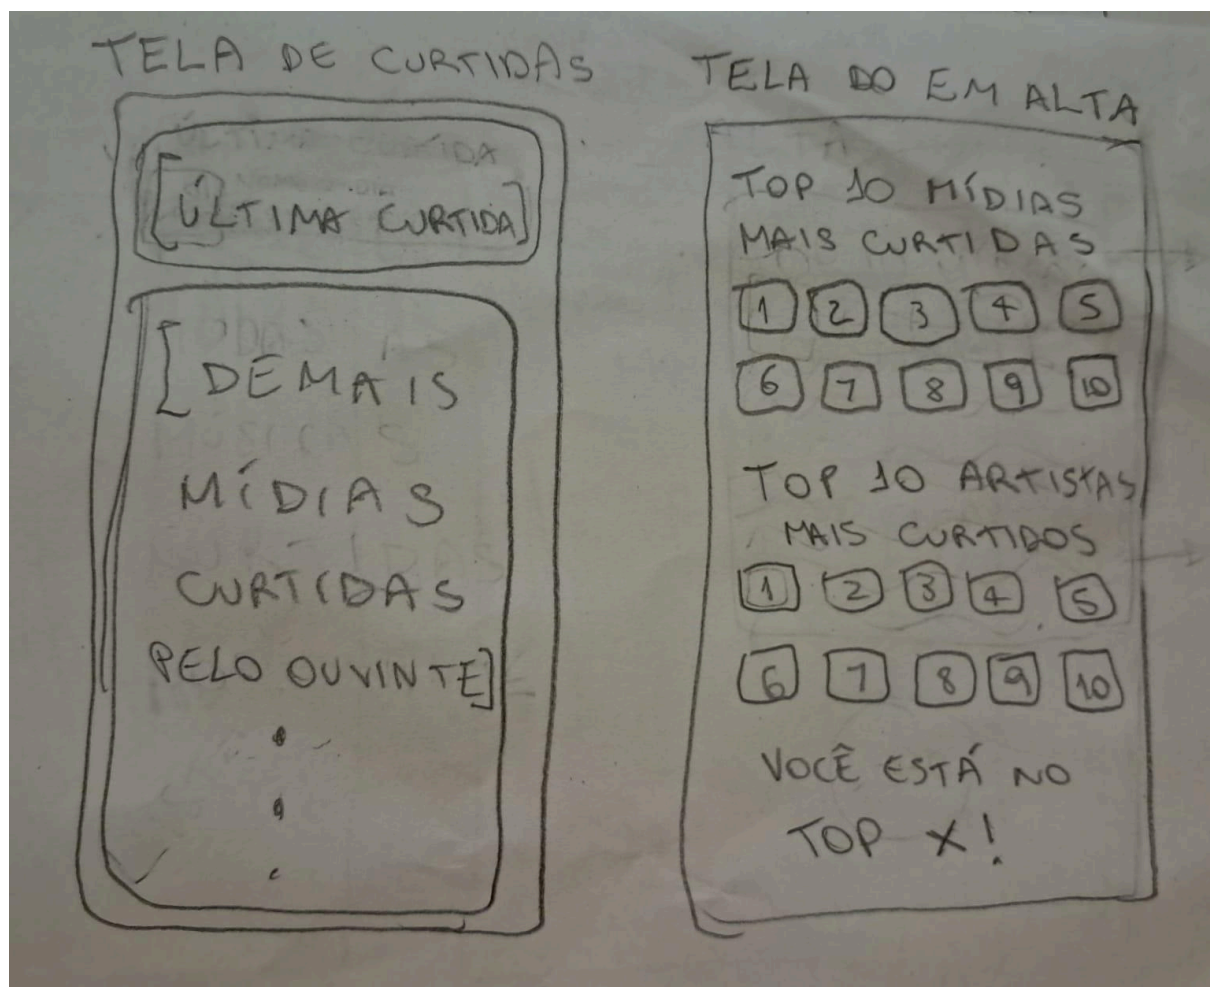 TELA DE CURTIDAS
[ÚLTIMA CURTIDA]
[DEMAIS
MÍDIAS
CURTIDAS
PELO OUVINTE]
TELA DO EM ALTA
TOP 10 MÍDIAS
MAIS CURTIDAS
1 2 3 4 5
6 7 8 9 10
TOP 10 ARTISTAS
MAIS CURTIDOS
1 2 3 4 5
6 7 8 9 10
VOCÊ ESTÁ NO
TOP X!